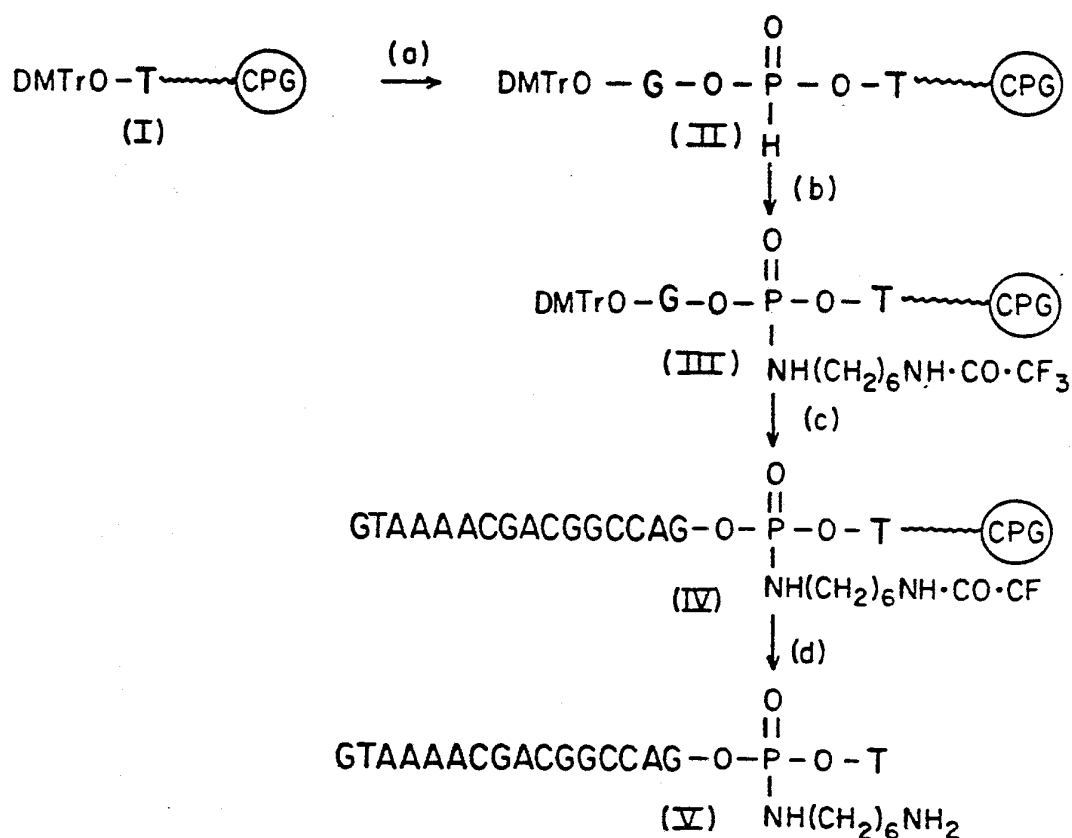 DMTrO-T CPG
(I)
(a)
DMTrO-G-O-P-O-T CPG
O
H
(II)
(b)
O
DMTrO-G-O-P-O-T CPG
(III)
NH(CH2)6NH·CO·CF3
(c)
O
GTAAAACGACGGCCAG-O-P-O-T CPG
(IV)
NH(CH2)6NH·CO·CF
(d)
O
GTAAAACGACGGCCAG-O-P-O-T
(V)
NH(CH2)6NH2